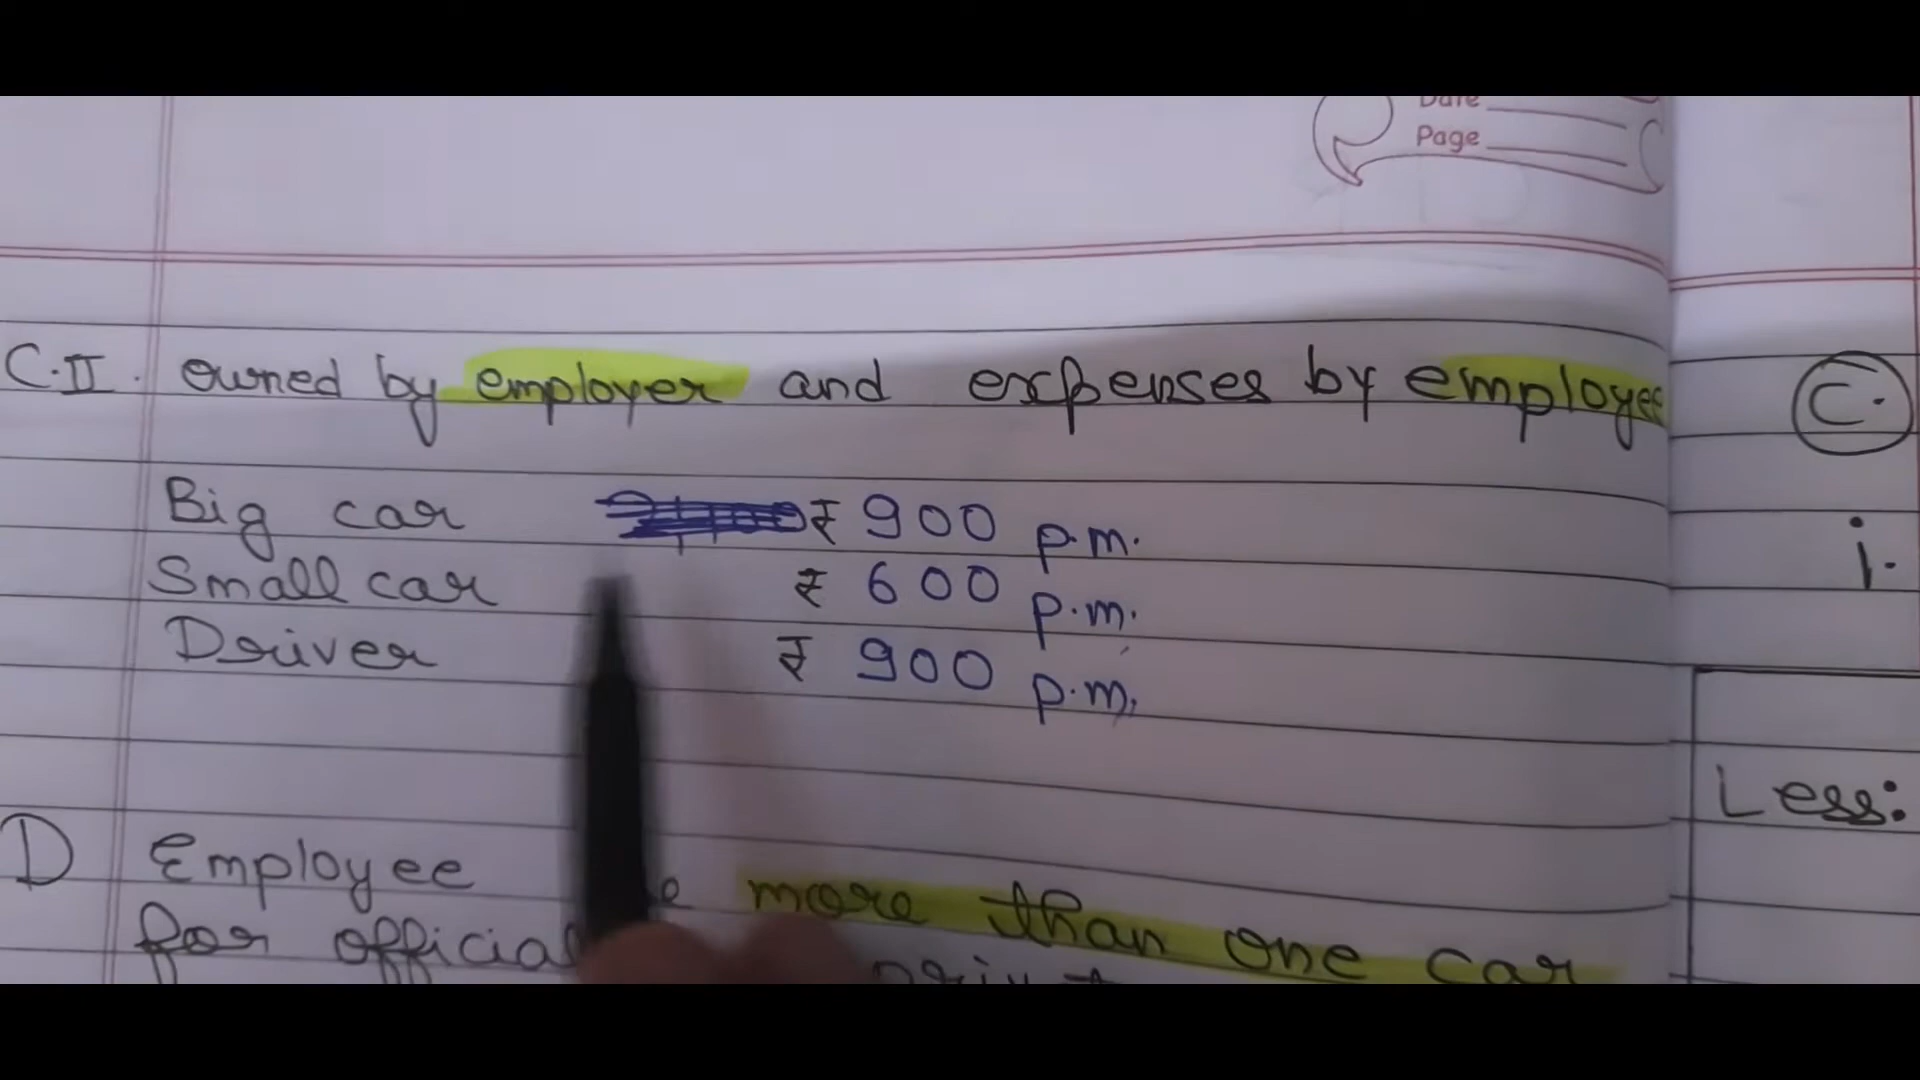 Date
Page
C.II. owned by employer and expenses by employee
Big car ₹ 900 p.m.
Small car ₹ 600 p.m.
Driver ₹ 900 p.m.
D Employee more than one car
for official
C.
i.
Less: